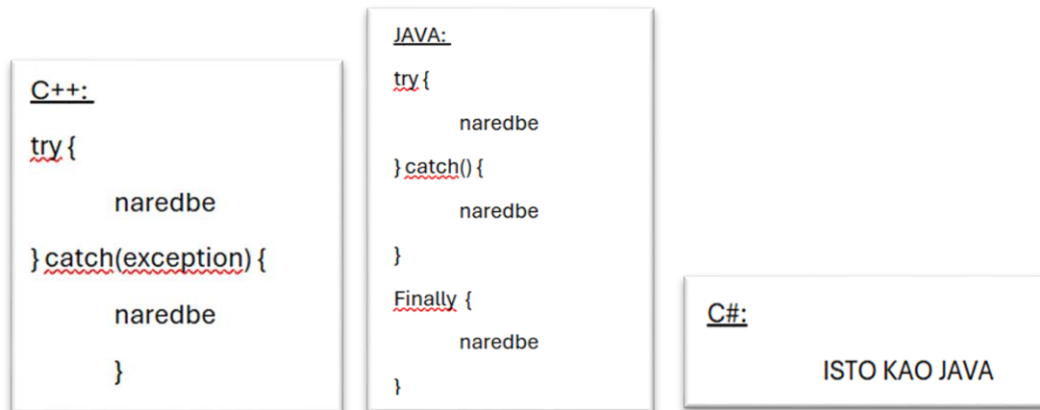 C++:
try {
naredbe
} catch(exception) {
naredbe
}
JAVA:
try {
naredbe
} catch() {
naredbe
}
Finally {
naredbe
}
C#:
ISTO KAO JAVA